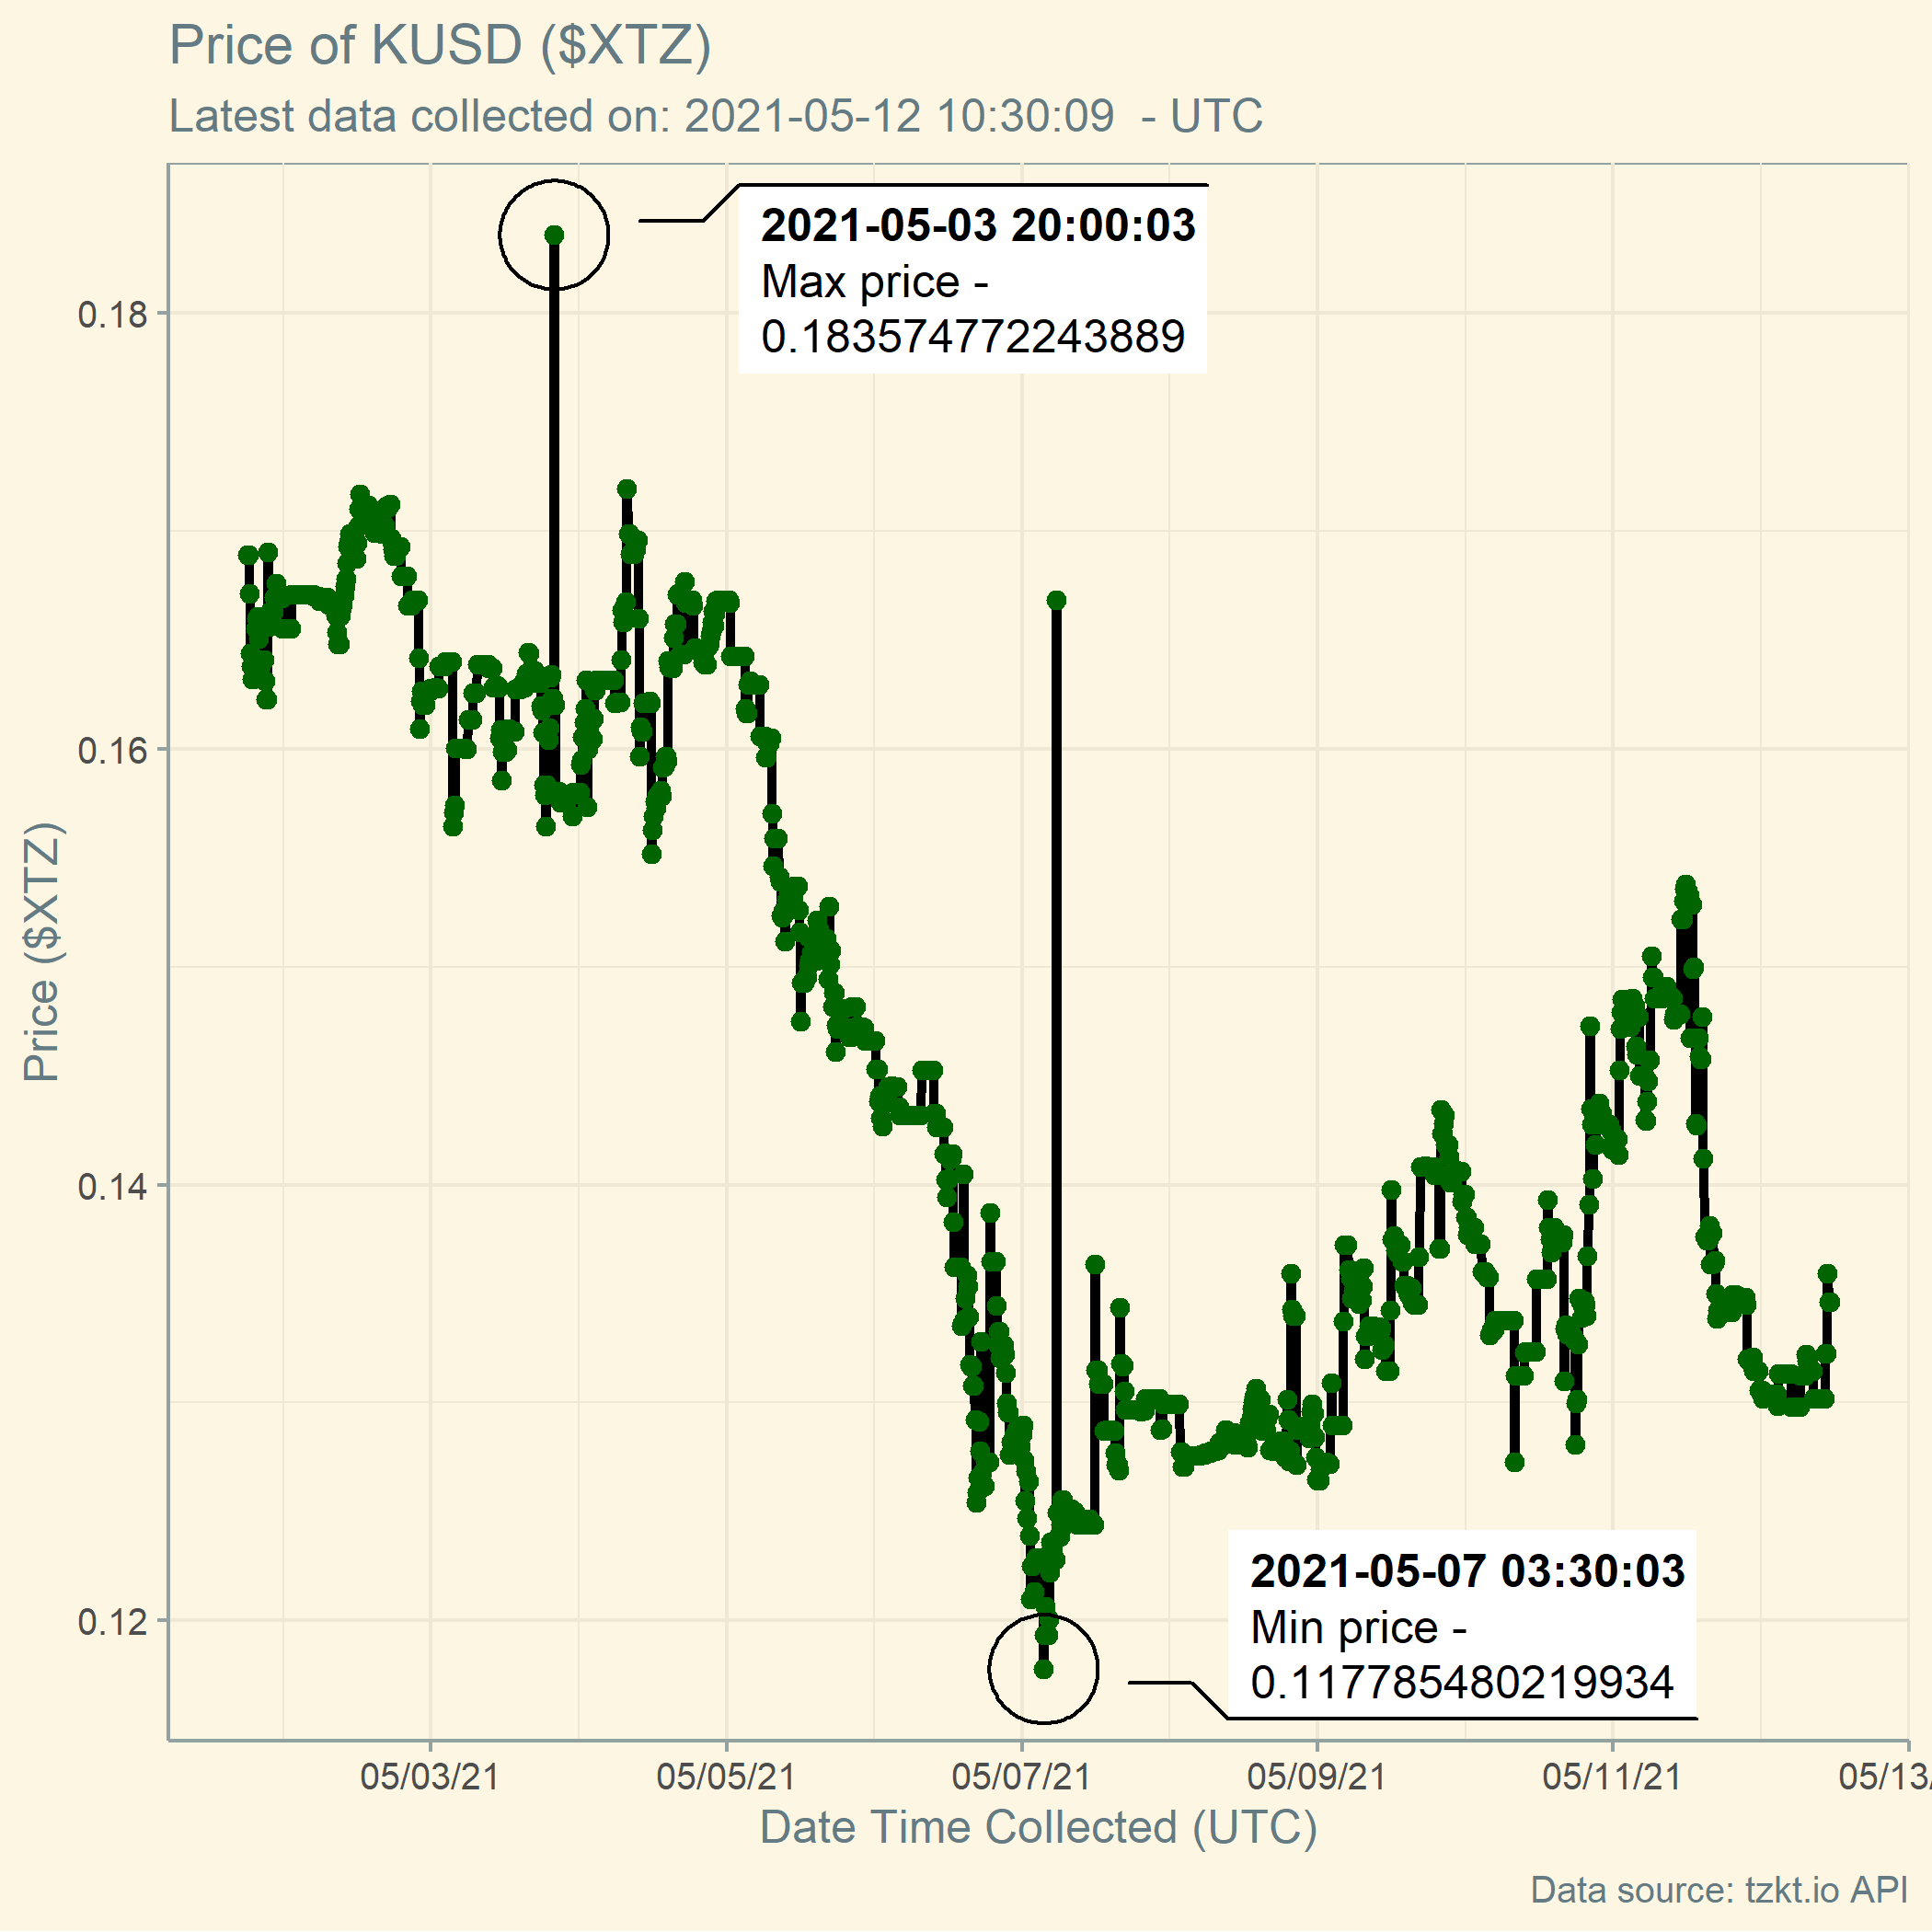 Price of KUSD ($XTZ)
Latest data collected on: 2021-05-12 10:30:09 - UTC
2021-05-03 20:00:03
Max price -
0.183574772243889
0.18
0.16
0.14
0.12
Price ($XTZ)
2021-05-07 03:30:03
Min price -
0.117785480219934
05/03/21
05/05/21
05/07/21
05/09/21
05/11/21
05/13/
Date Time Collected (UTC)
Data source: tzkt.io API